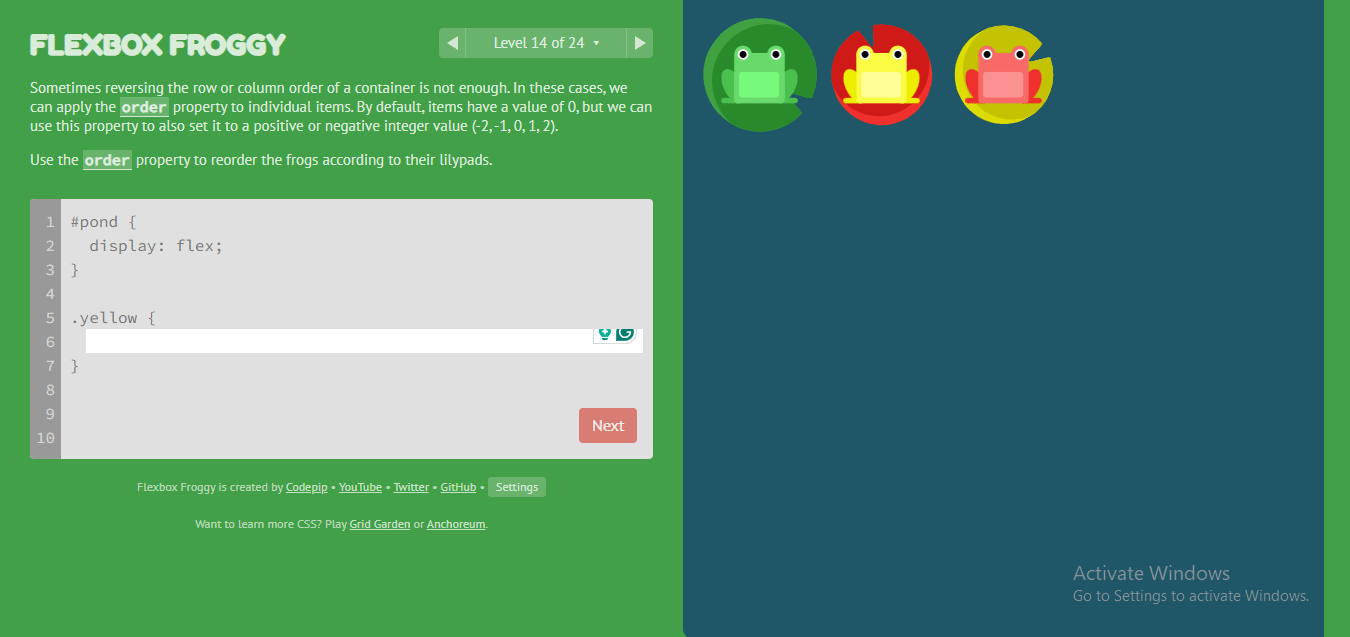 FLEXBOX FROGGY
Level 14 of 24
Sometimes reversing the row or column order of a container is not enough. In these cases, we
can apply the order property to individual items. By default, items have a value of 0, but we can
use this property to also set it to a positive or negative integer value (-2, -1, 0, 1, 2).
Use the order property to reorder the frogs according to their lilypads.
1 #pond {
2 display: flex;
3 }
4
5 .yellow {
6
7 }
8
9
10
Next
Flexbox Froggy is created by Codepip • YouTube • Twitter • GitHub • Settings
Want to learn more CSS? Play Grid Garden or Anchoreum.
Activate Windows
Go to Settings to activate Windows.